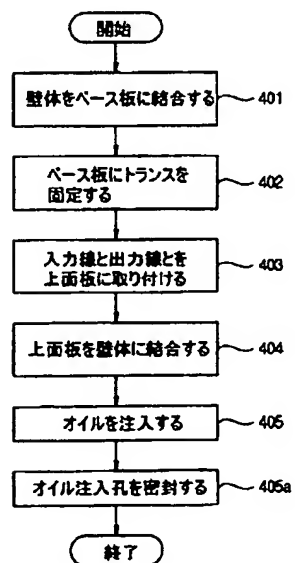 開始
壁体をベース板に結合する
401
ベース板にトランスを
固定する
402
入力線と出力線とを
上面板に取り付ける
403
上面板を壁体に結合する
404
オイルを注入する
405
オイル注入孔を密封する
405a
終了